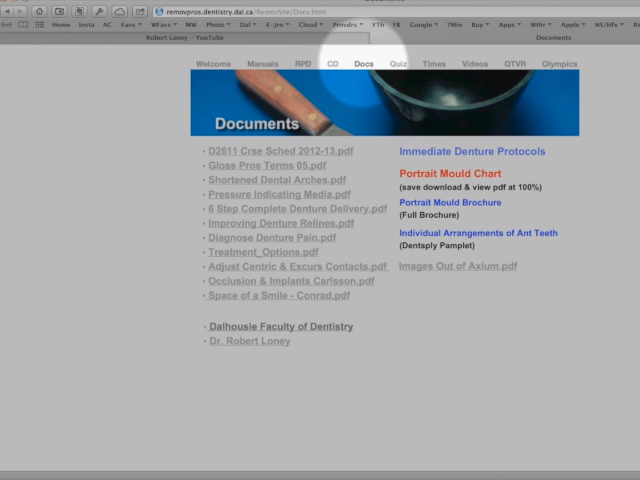 Documents
removpros.dentistry.dal.ca/RemovSite/Docs.html
Home Insta AC Favs WFavs MW Photo Dal E-Jrn Cloud Provdrs YTb FB Google 7Min Buy Apps Wthr Apple NS/Hfx
Robert Loney – YouTube Documents
Welcome Manuals RPD CD Docs Quiz Times Videos QTVR Olympics
Documents
• D2611 Crse Sched 2012-13.pdf
• Gloss Pros Terms 05.pdf
• Shortened Dental Arches.pdf
• Pressure Indicating Media.pdf
• 6 Step Complete Denture Delivery.pdf
• Improving Denture Relines.pdf
• Diagnose Denture Pain.pdf
• Treatment_Options.pdf
• Adjust Centric & Excurs Contacts.pdf
• Occlusion & Implants Carlsson.pdf
• Space of a Smile - Conrad.pdf
• Dalhousie Faculty of Dentistry
• Dr. Robert Loney
Immediate Denture Protocols
Portrait Mould Chart
(save download & view pdf at 100%)
Portrait Mould Brochure
(Full Brochure)
Individual Arrangements of Ant Teeth
(Dentsply Pamplet)
Images Out of Axium.pdf